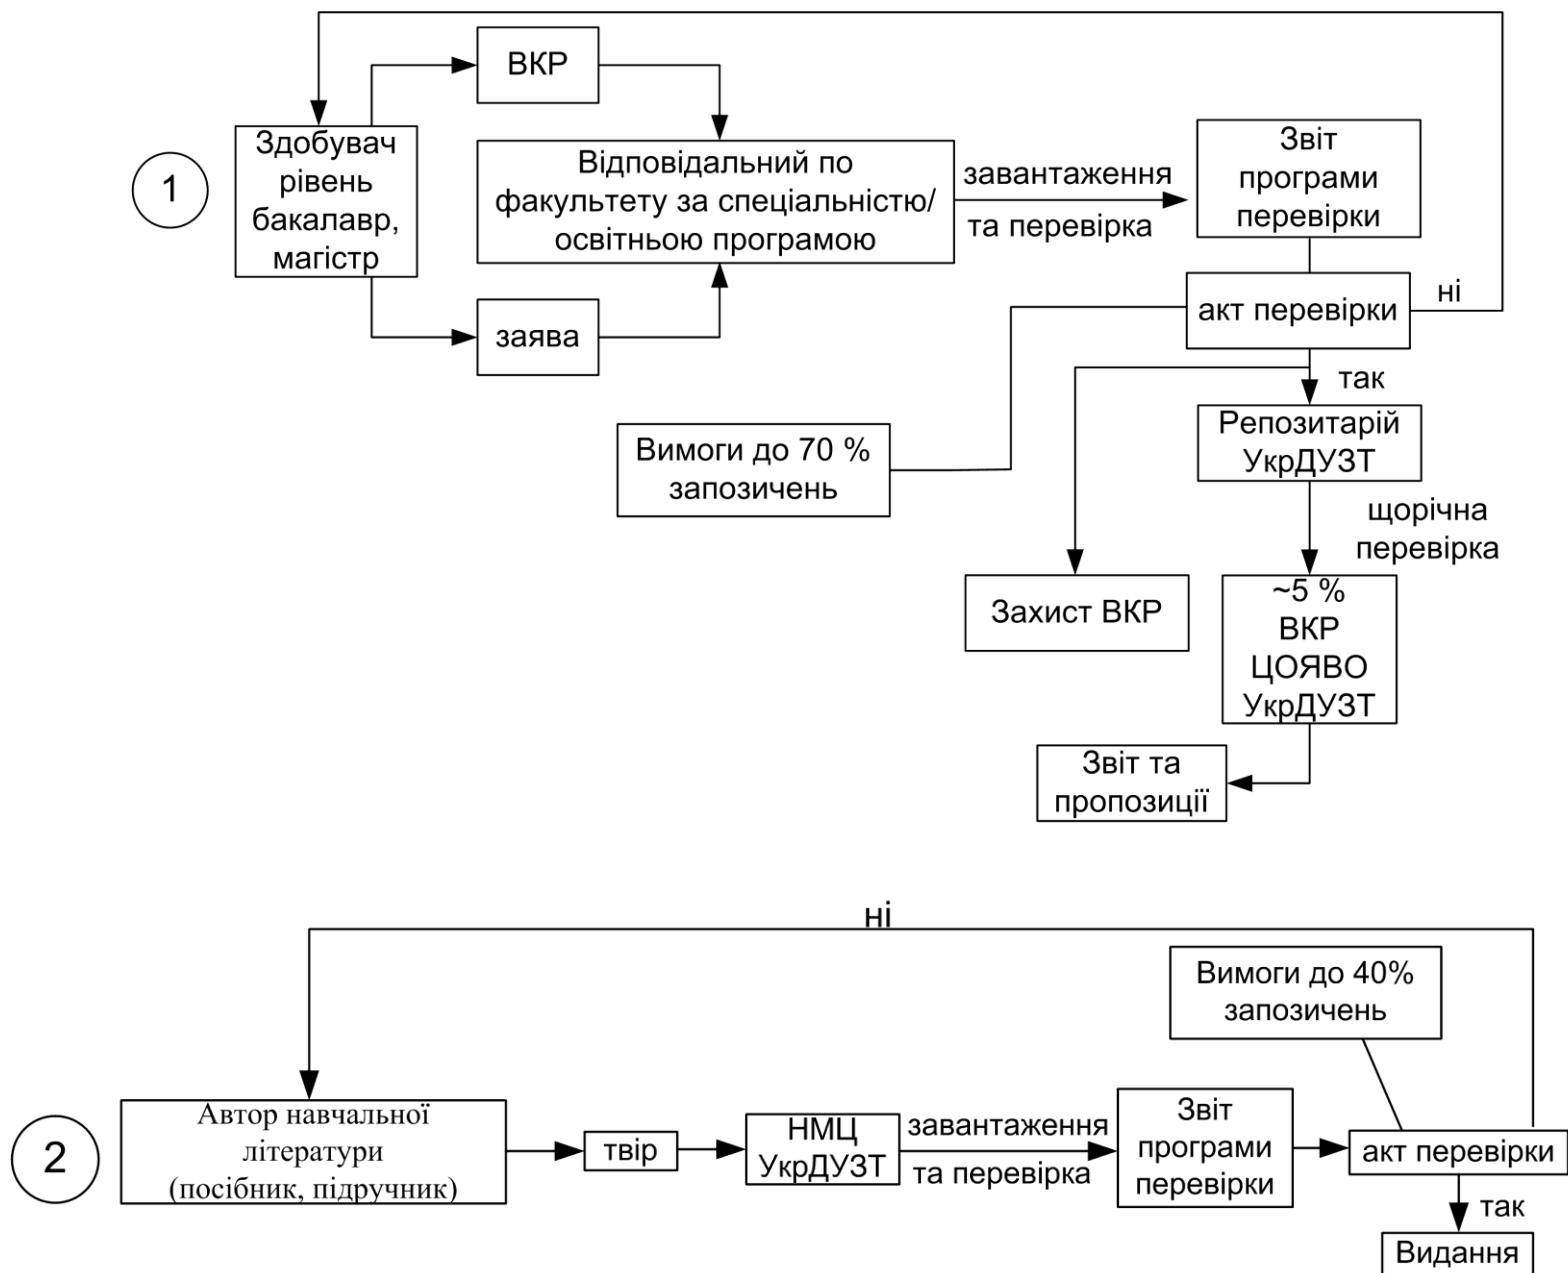 ВКР
1
Здобувач
рівень
бакалавр,
магістр
Відповідальний по
факультету за спеціальністю/
освітньою програмою
завантаження
та перевірка
Звіт
програми
перевірки
заява
акт перевірки
ні
так
Вимоги до 70 %
запозичень
Репозитарій
УкрДУЗТ
щорічна
перевірка
Захист ВКР
~5 %
ВКР
ЦОЯВО
УкрДУЗТ
Звіт та
пропозиції
ні
Вимоги до 40%
запозичень
2
Автор навчальної
літератури
(посібник, підручник)
твір
НМЦ
УкрДУЗТ
завантаження
та перевірка
Звіт
програми
перевірки
акт перевірки
так
Видання